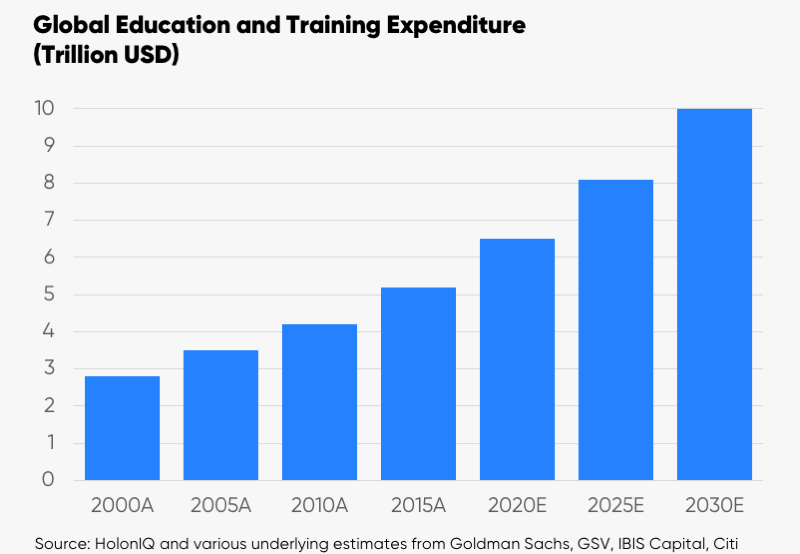 Global Education and Training Expenditure
(Trillion USD)
10
9
8
7
6
5
4
3
2
1
0
2000A 2005A 2010A 2015A 2020E 2025E 2030E
Source: HolonIQ and various underlying estimates from Goldman Sachs, GSV, IBIS Capital, Citi